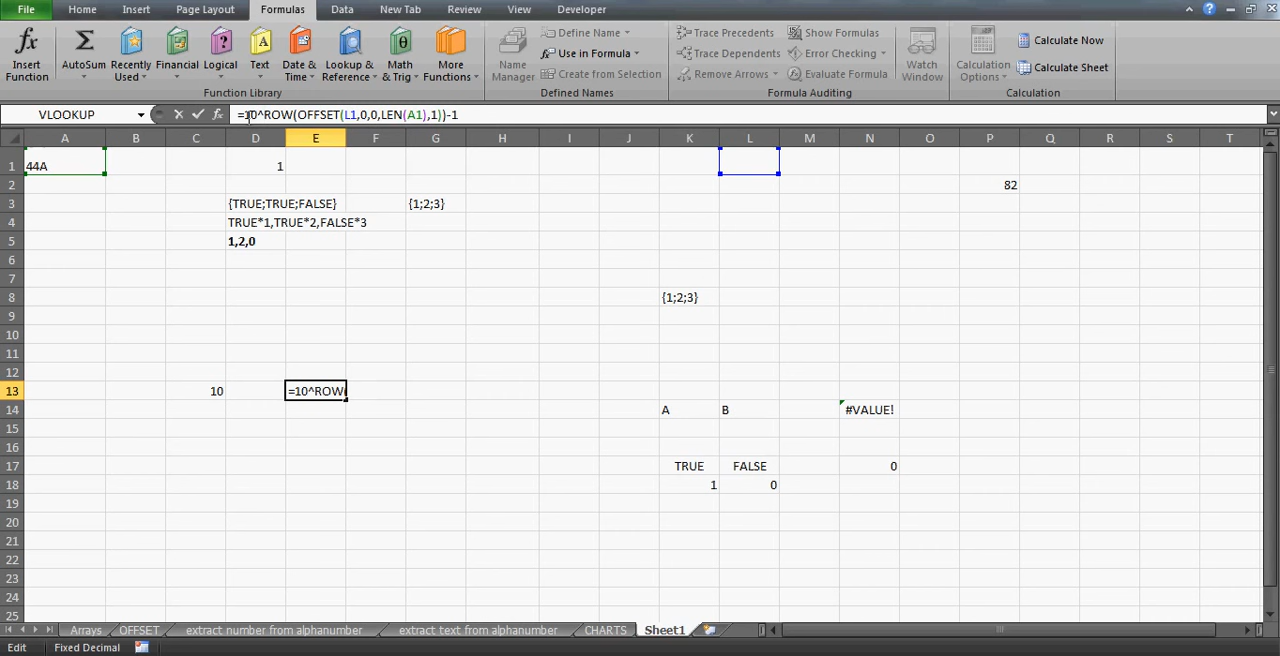 File Home Insert Page Layout Formulas Data New Tab Review View Developer
fx Insert Function
Σ AutoSum
Recently Used
Financial
Logical
Text
Date & Time
Lookup & Reference
Math & Trig
More Functions
Function Library
Name Manager
Define Name
Use in Formula
Create from Selection
Defined Names
Trace Precedents
Trace Dependents
Remove Arrows
Show Formulas
Error Checking
Evaluate Formula
Formula Auditing
Watch Window
Calculation Options
Calculate Now
Calculate Sheet
Calculation
VLOOKUP fx =10^ROW(OFFSET(L1,0,0,LEN(A1),1))-1
A B C D E F G H I J K L M N O P Q R S T
1 44A 1
2 82
3 {TRUE;TRUE;FALSE} {1;2;3}
4 TRUE*1,TRUE*2,FALSE*3
5 1,2,0
6
7
8 {1;2;3}
9
10
11
12
13 10 =10^ROW(
14 A B #VALUE!
15
16
17 TRUE FALSE 0
18 1 0
19
20
21
22
23
24
25
Arrays OFFSET extract number from alphanumber extract text from alphanumber CHARTS Sheet1
Edit Fixed Decimal